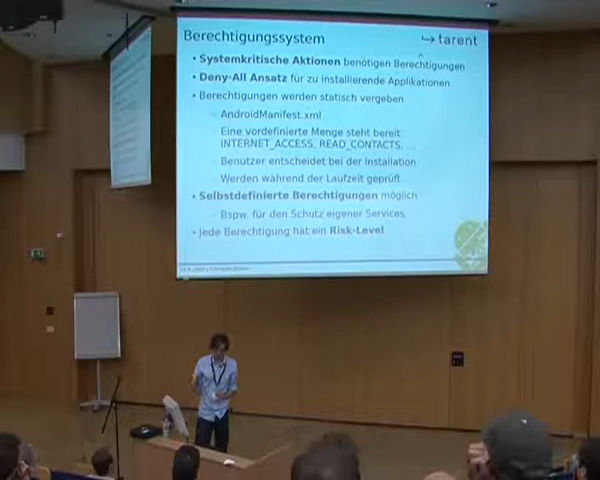 Berechtigungssystem
tarent
• Systemkritische Aktionen benötigen Berechtigungen
• Deny-All Ansatz für zu installierende Applikationen
• Berechtigungen werden statisch vergeben
– AndroidManifest.xml
– Eine vordefinierte Menge steht bereit:
INTERNET_ACCESS, READ_CONTACTS, ...
– Benutzer entscheidet bei der Installation
– Werden während der Laufzeit geprüft
• Selbstdefinierte Berechtigungen möglich
– Bspw. für den Schutz eigener Services
• Jede Berechtigung hat ein Risk-Level